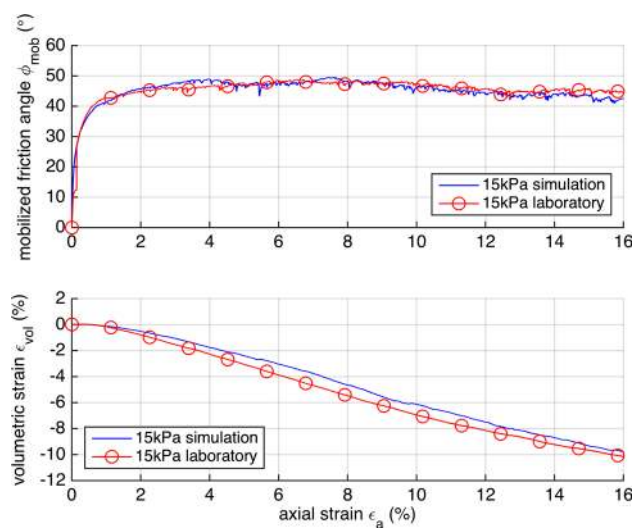 mobilized friction angle ϕmob (°)
60
50
40
30
20
10
0
0 2 4 6 8 10 12 14 16
15kPa simulation
15kPa laboratory
volumetric strain ϵvol (%)
2
0
-2
-4
-6
-8
-10
-12
15kPa simulation
15kPa laboratory
0 2 4 6 8 10 12 14 16
axial strain ϵa (%)